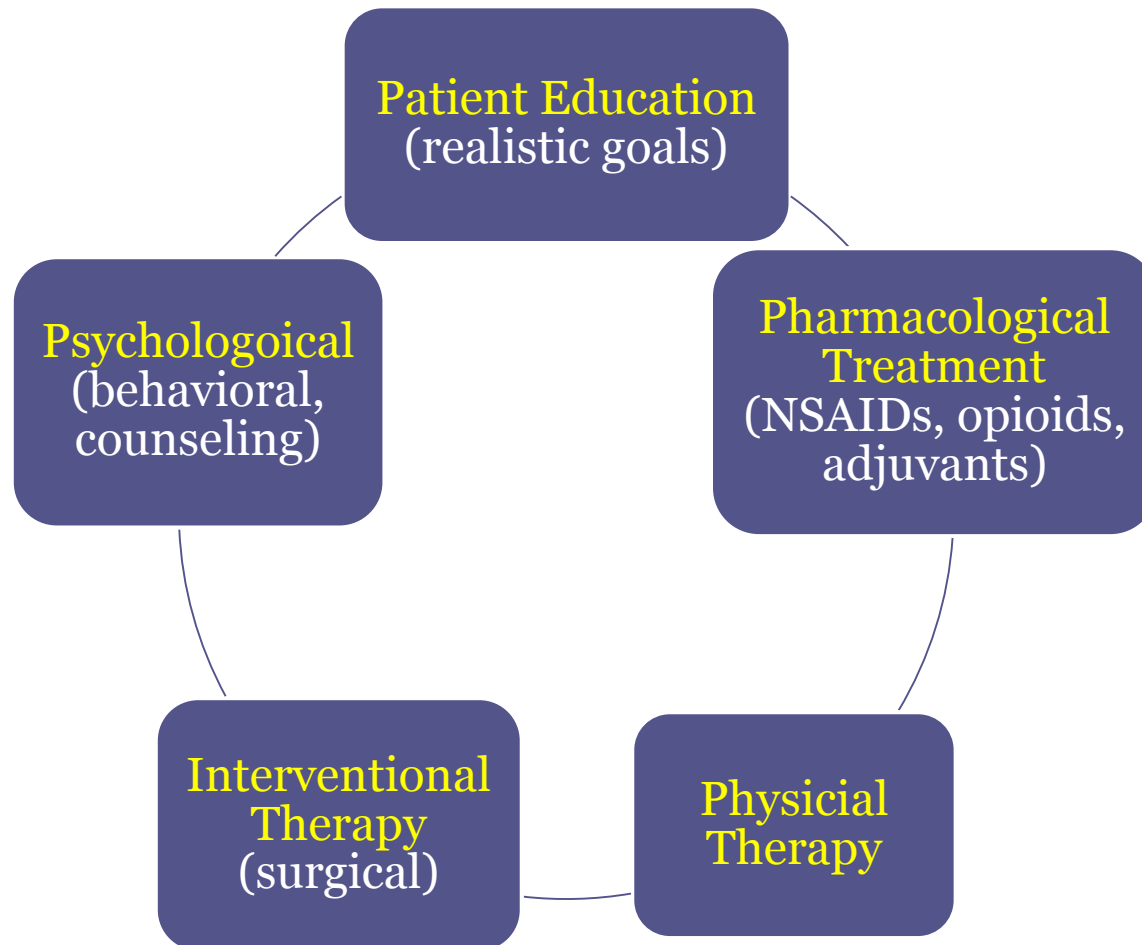 Patient Education
(realistic goals)
Pharmacological
Treatment
(NSAIDs, opioids,
adjuvants)
Physicial
Therapy
Interventional
Therapy
(surgical)
Psychologoical
(behavioral,
counseling)